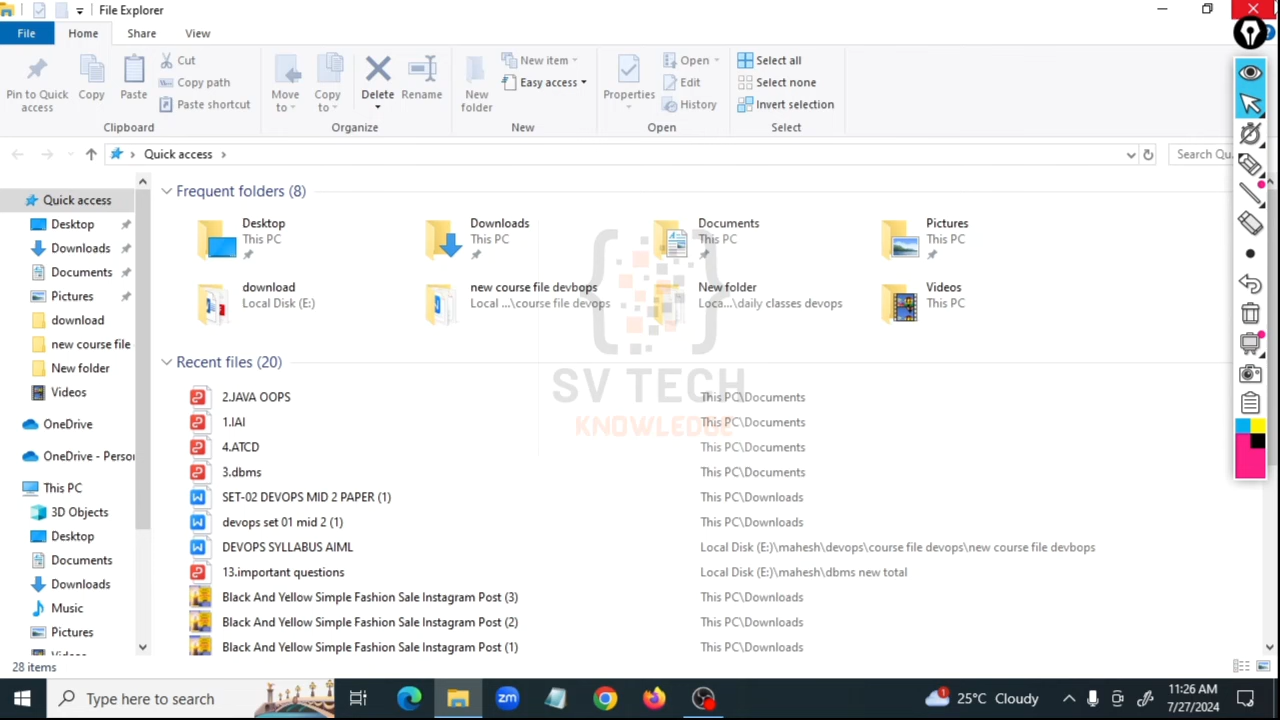 File Explorer
File Home Share View
Pin to Quick access
Copy
Paste
Cut
Copy path
Paste shortcut
Clipboard
Move to
Copy to
Delete
Rename
Organize
New folder
New item
Easy access
New
Properties
Open
Edit
History
Open
Select all
Select none
Invert selection
Select
Quick access
Search Qu
Quick access
Desktop
Downloads
Documents
Pictures
download
new course file
New folder
Videos
OneDrive
OneDrive - Perso
This PC
3D Objects
Desktop
Documents
Downloads
Music
Pictures
Frequent folders (8)
Desktop
This PC
Downloads
This PC
Documents
This PC
Pictures
This PC
download
Local Disk (E:)
new course file devbops
Local ...\course file devops
New folder
Loca...\daily classes devops
Videos
This PC
Recent files (20)
2.JAVA OOPS This PC\Documents
1.IAI This PC\Documents
4.ATCD This PC\Documents
3.dbms This PC\Documents
SET-02 DEVOPS MID 2 PAPER (1) This PC\Downloads
devops set 01 mid 2 (1) This PC\Downloads
DEVOPS SYLLABUS AIML Local Disk (E:)\mahesh\devops\course file devops\new course file devbops
13.important questions Local Disk (E:)\mahesh\dbms new total
Black And Yellow Simple Fashion Sale Instagram Post (3) This PC\Downloads
Black And Yellow Simple Fashion Sale Instagram Post (2) This PC\Downloads
Black And Yellow Simple Fashion Sale Instagram Post (1) This PC\Downloads
SV TECH
KNOWLEDGE
28 items
Type here to search
zm
1
25°C Cloudy
11:26 AM
7/27/2024